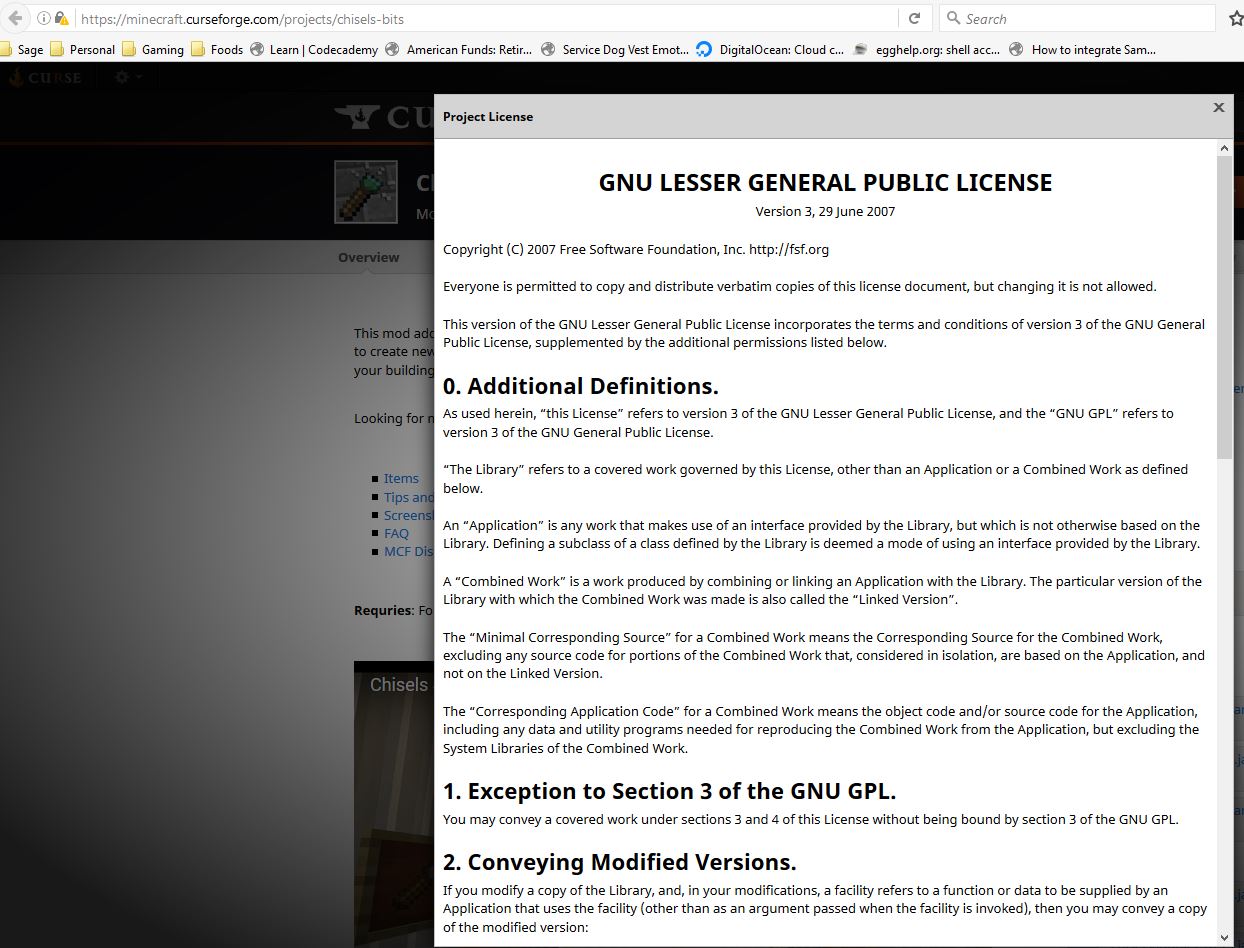 https://minecraft.curseforge.com/projects/chisels-bits
Search
Sage Personal Gaming Foods Learn | Codecademy American Funds: Retir... Service Dog Vest Emot... DigitalOcean: Cloud c... egghelp.org: shell acc... How to integrate Sam...
CURSE
CU
Project License
GNU LESSER GENERAL PUBLIC LICENSE
Version 3, 29 June 2007
Copyright (C) 2007 Free Software Foundation, Inc. http://fsf.org
Everyone is permitted to copy and distribute verbatim copies of this license document, but changing it is not allowed.
This version of the GNU Lesser General Public License incorporates the terms and conditions of version 3 of the GNU General
Public License, supplemented by the additional permissions listed below.
0. Additional Definitions.
As used herein, “this License” refers to version 3 of the GNU Lesser General Public License, and the “GNU GPL” refers to
version 3 of the GNU General Public License.
“The Library” refers to a covered work governed by this License, other than an Application or a Combined Work as defined
below.
An “Application” is any work that makes use of an interface provided by the Library, but which is not otherwise based on the
Library. Defining a subclass of a class defined by the Library is deemed a mode of using an interface provided by the Library.
A “Combined Work” is a work produced by combining or linking an Application with the Library. The particular version of the
Library with which the Combined Work was made is also called the “Linked Version”.
The “Minimal Corresponding Source” for a Combined Work means the Corresponding Source for the Combined Work,
excluding any source code for portions of the Combined Work that, considered in isolation, are based on the Application, and
not on the Linked Version.
The “Corresponding Application Code” for a Combined Work means the object code and/or source code for the Application,
including any data and utility programs needed for reproducing the Combined Work from the Application, but excluding the
System Libraries of the Combined Work.
1. Exception to Section 3 of the GNU GPL.
You may convey a covered work under sections 3 and 4 of this License without being bound by section 3 of the GNU GPL.
2. Conveying Modified Versions.
If you modify a copy of the Library, and, in your modifications, a facility refers to a function or data to be supplied by an
Application that uses the facility (other than as an argument passed when the facility is invoked), then you may convey a copy
of the modified version:
Overview
This mod add
to create new
your building
Looking for m
Items
Tips and
Screensh
FAQ
MCF Dis
Requries: Fo
Chisels